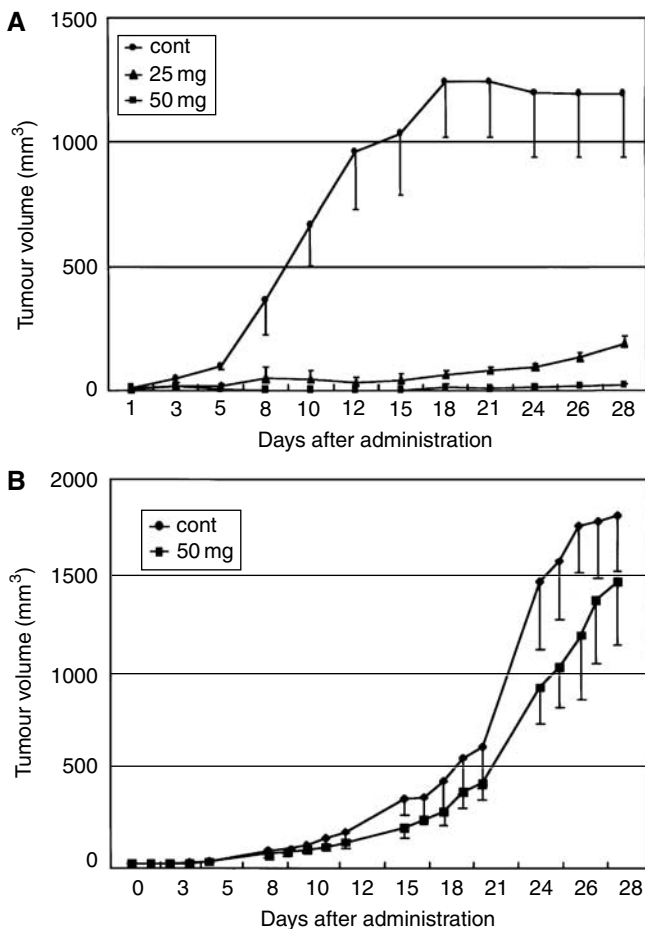 A
1500
1000
500
0
Tumour volume (mm³)
cont
25 mg
50 mg
1 3 5 8 10 12 15 18 21 24 26 28
Days after administration
B
2000
1500
1000
500
0
Tumour volume (mm³)
cont
50 mg
0 3 5 8 10 12 15 18 21 24 26 28
Days after administration